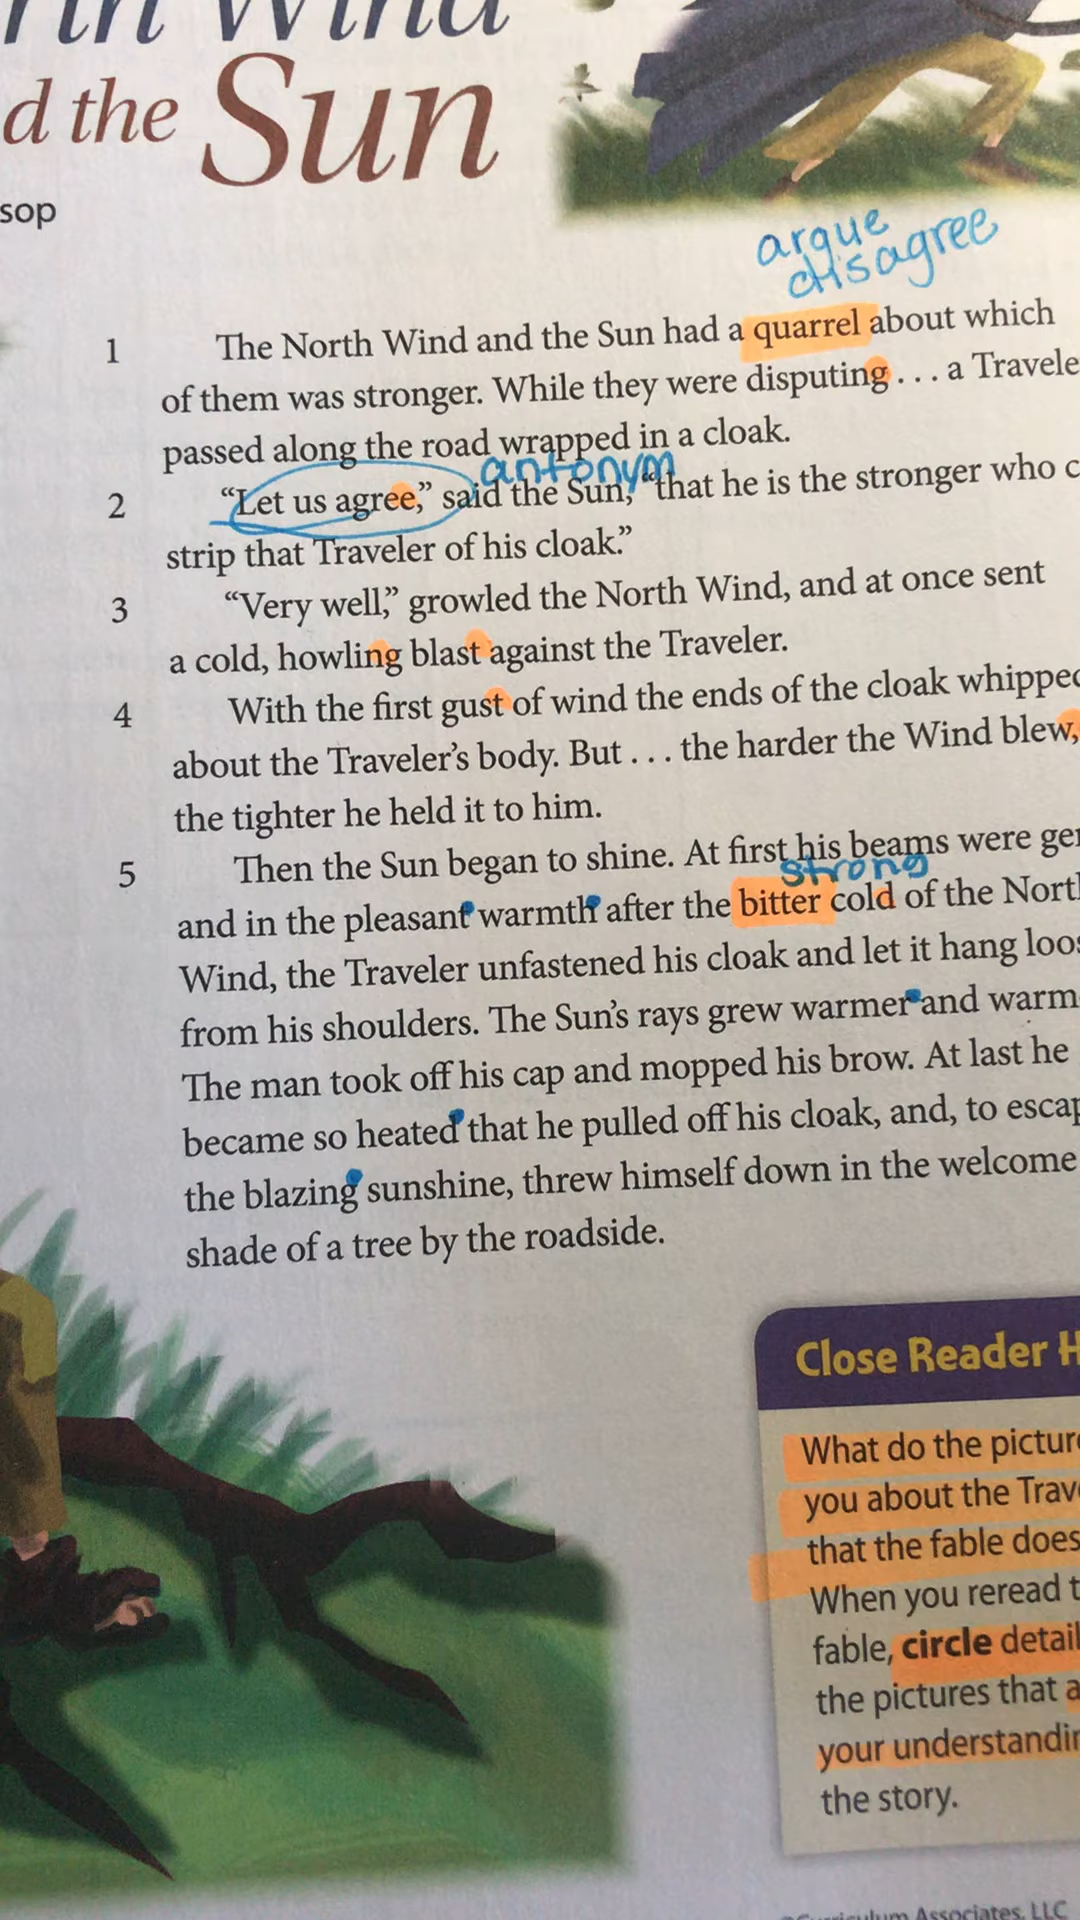 Wind
d the Sun
sop
argue
disagree
1 The North Wind and the Sun had a quarrel about which
of them was stronger. While they were disputing . . . a Travele
passed along the road wrapped in a cloak.
antonym
2 “Let us agree,” said the Sun, “that he is the stronger who c
strip that Traveler of his cloak.”
3 “Very well,” growled the North Wind, and at once sent
a cold, howling blast against the Traveler.
4 With the first gust of wind the ends of the cloak whipped
about the Traveler’s body. But . . . the harder the Wind blew,
the tighter he held it to him.
5 Then the Sun began to shine. At first his beams were ge
strong
and in the pleasant warmth after the bitter cold of the Nort
Wind, the Traveler unfastened his cloak and let it hang loos
from his shoulders. The Sun’s rays grew warmer and warm
The man took off his cap and mopped his brow. At last he
became so heated that he pulled off his cloak, and, to escap
the blazing sunshine, threw himself down in the welcome
shade of a tree by the roadside.
Close Reader H
What do the pictur
you about the Trav
that the fable does
When you reread t
fable, circle detail
the pictures that a
your understandin
the story.
Curriculum Associates, LLC